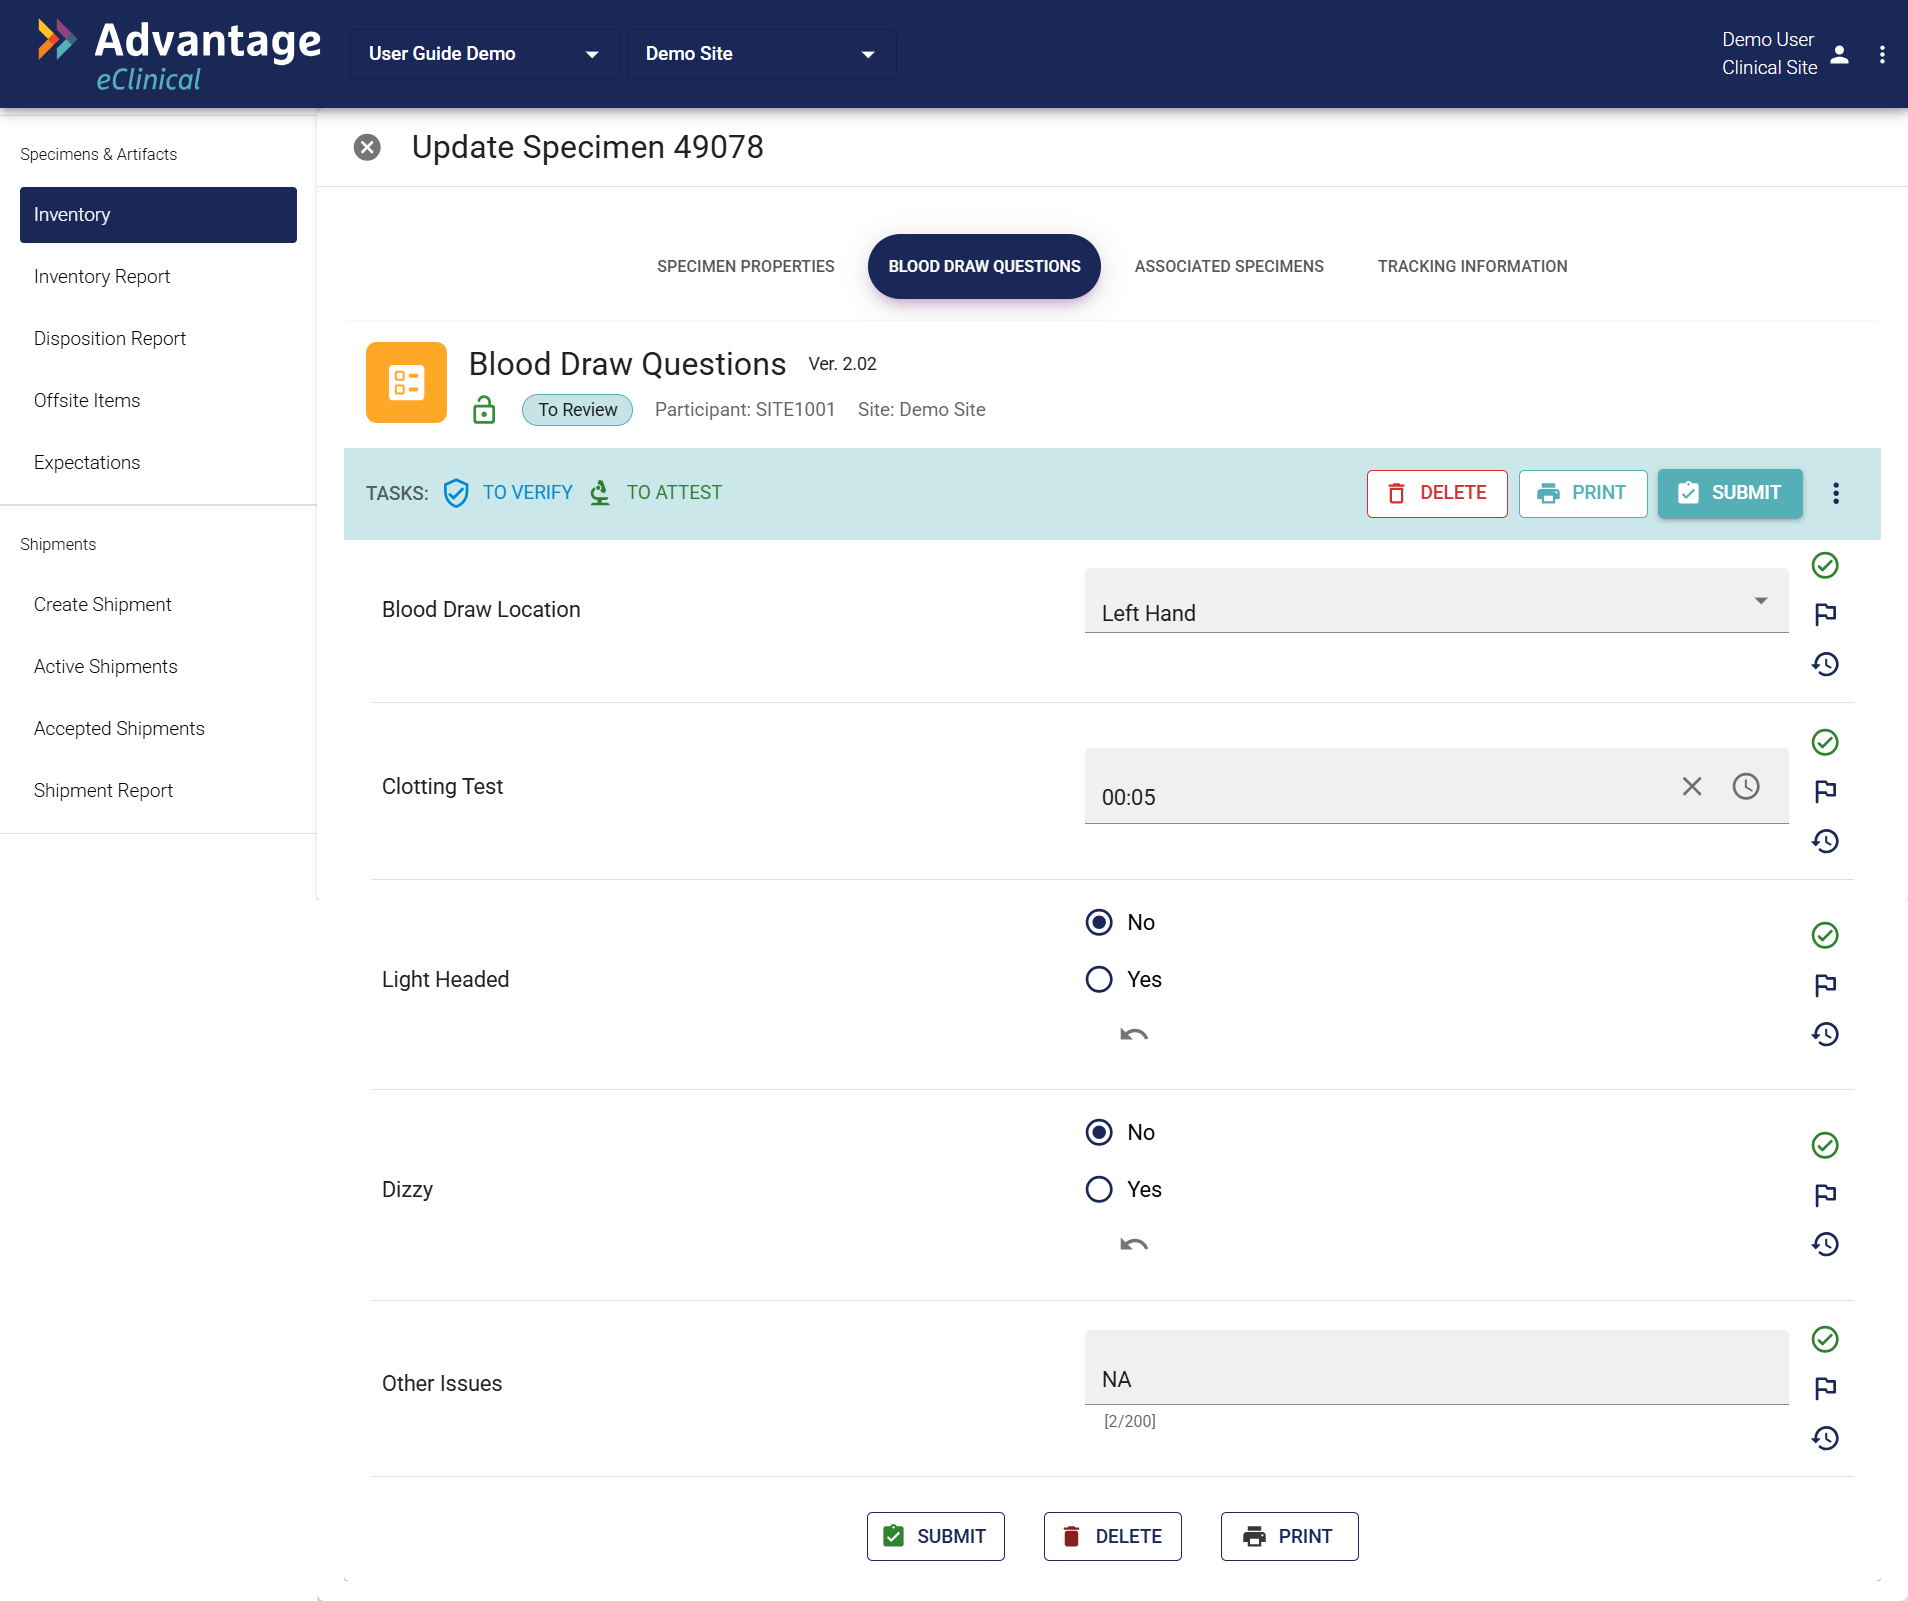 Advantage
eClinical
User Guide Demo
Demo Site
Demo User
Clinical Site
Specimens & Artifacts
Inventory
Inventory Report
Disposition Report
Offsite Items
Expectations
Shipments
Create Shipment
Active Shipments
Accepted Shipments
Shipment Report
Update Specimen 49078
SPECIMEN PROPERTIES
BLOOD DRAW QUESTIONS
ASSOCIATED SPECIMENS
TRACKING INFORMATION
Blood Draw Questions Ver. 2.02
To Review Participant: SITE1001 Site: Demo Site
TASKS: TO VERIFY TO ATTEST
DELETE
PRINT
SUBMIT
Blood Draw Location
Left Hand
Clotting Test
00:05
Light Headed
No
Yes
Dizzy
No
Yes
Other Issues
NA
[2/200]
SUBMIT
DELETE
PRINT